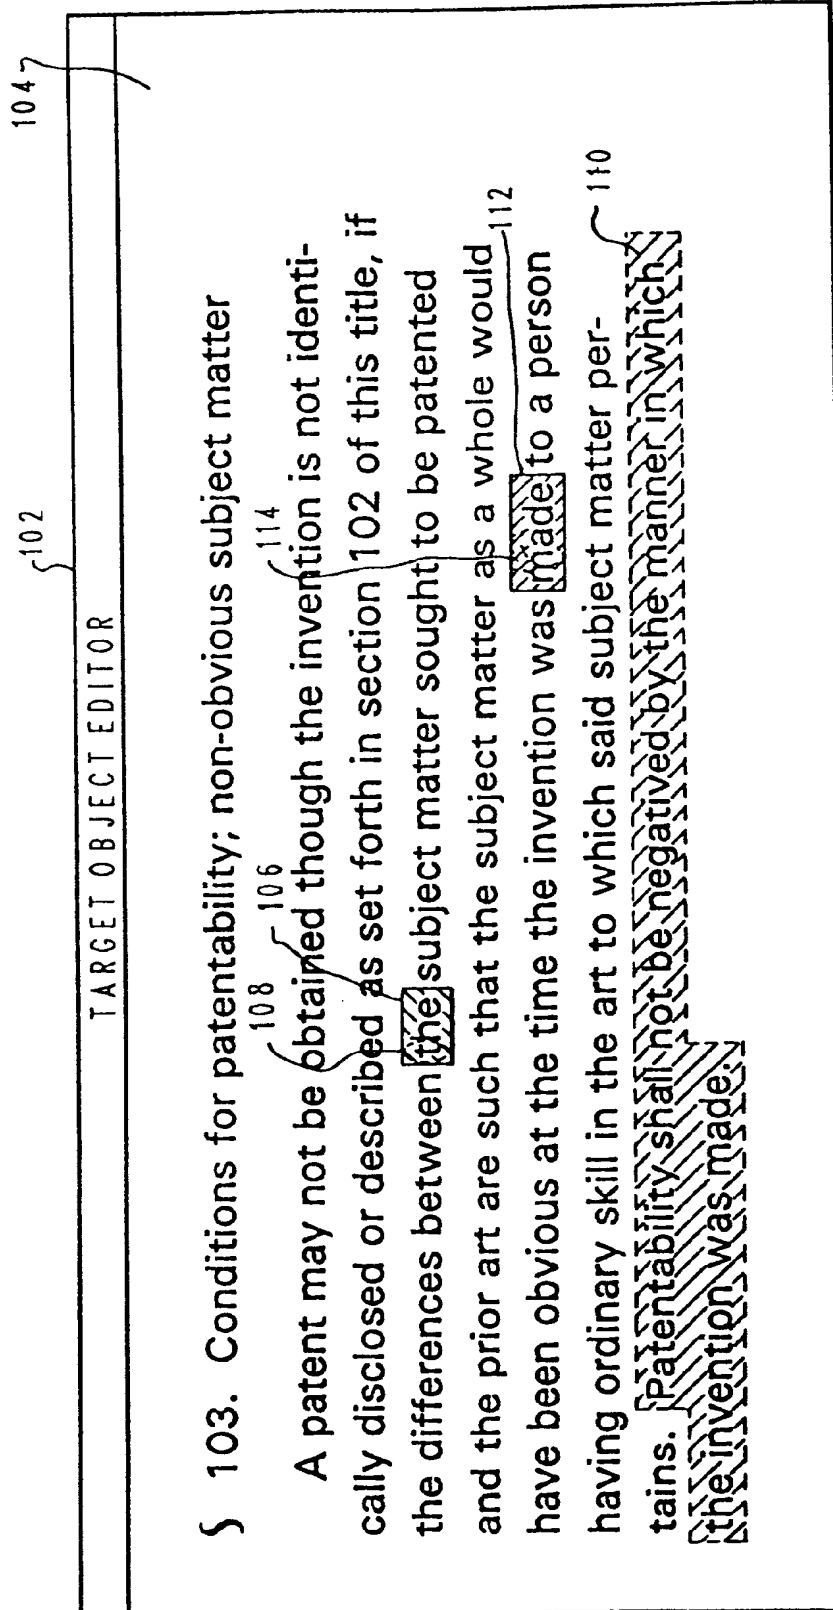 102
104
TARGET OBJECT EDITOR
§ 103. Conditions for patentability; non-obvious subject matter
108
106
114
A patent may not be obtained though the invention is not identi-
cally disclosed or described as set forth in section 102 of this title, if
the differences between the subject matter sought to be patented
and the prior art are such that the subject matter as a whole would
112
have been obvious at the time the invention was made to a person
having ordinary skill in the art to which said subject matter per-
110
tains. Patentability shall not be negatived by the manner in which
the invention was made.